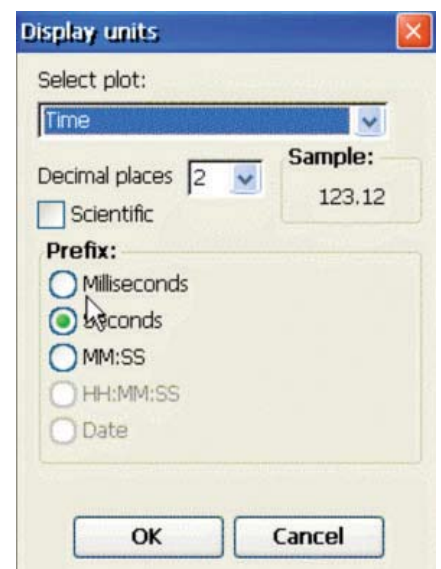 Display units
Select plot:
Time
Decimal places 2
Sample:
123.12
Scientific
Prefix:
Milliseconds
Seconds
MM:SS
HH:MM:SS
Date
OK Cancel